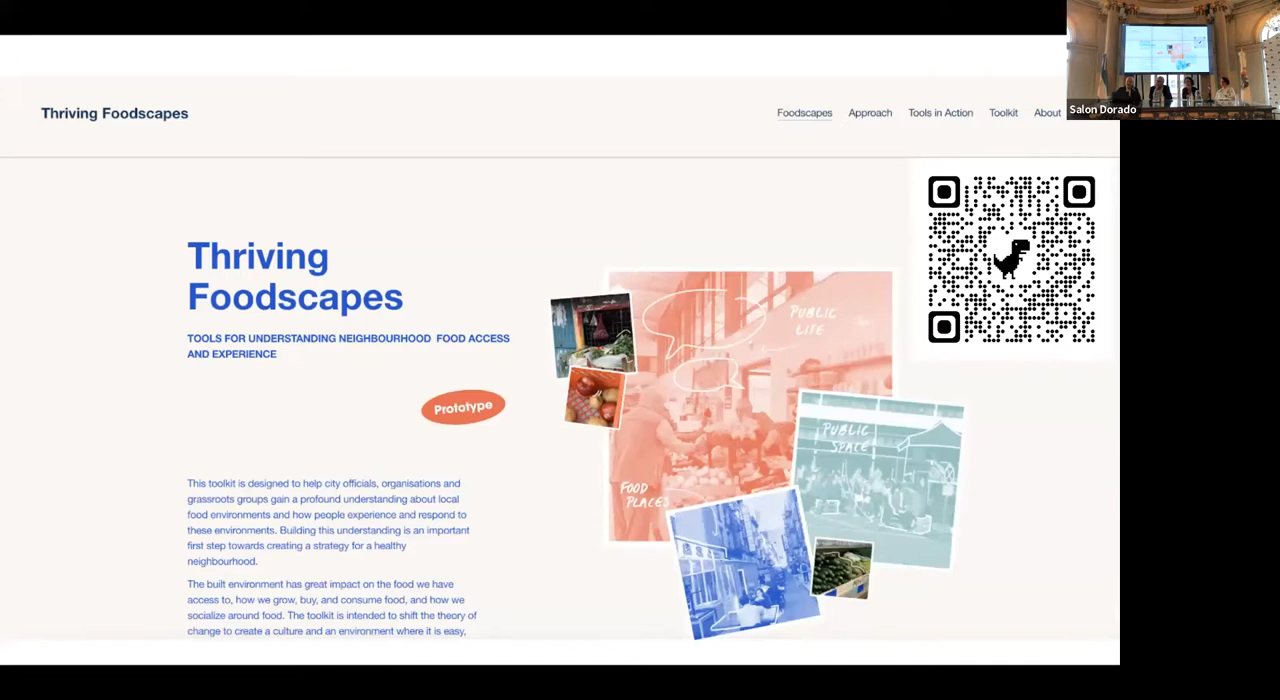 Thriving Foodscapes
Foodscapes Approach Tools in Action Toolkit About
Salon Dorado
Thriving
Foodscapes
TOOLS FOR UNDERSTANDING NEIGHBOURHOOD FOOD ACCESS
AND EXPERIENCE
Prototype
This toolkit is designed to help city officials, organisations and
grassroots groups gain a profound understanding about local
food environments and how people experience and respond to
these environments. Building this understanding is an important
first step towards creating a strategy for a healthy
neighbourhood.
The built environment has great impact on the food we have
access to, how we grow, buy, and consume food, and how we
socialize around food. The toolkit is intended to shift the theory of
change to create a culture and an environment where it is easy,
PUBLIC
LIFE
PUBLIC
SPACE
FOOD
PLACES